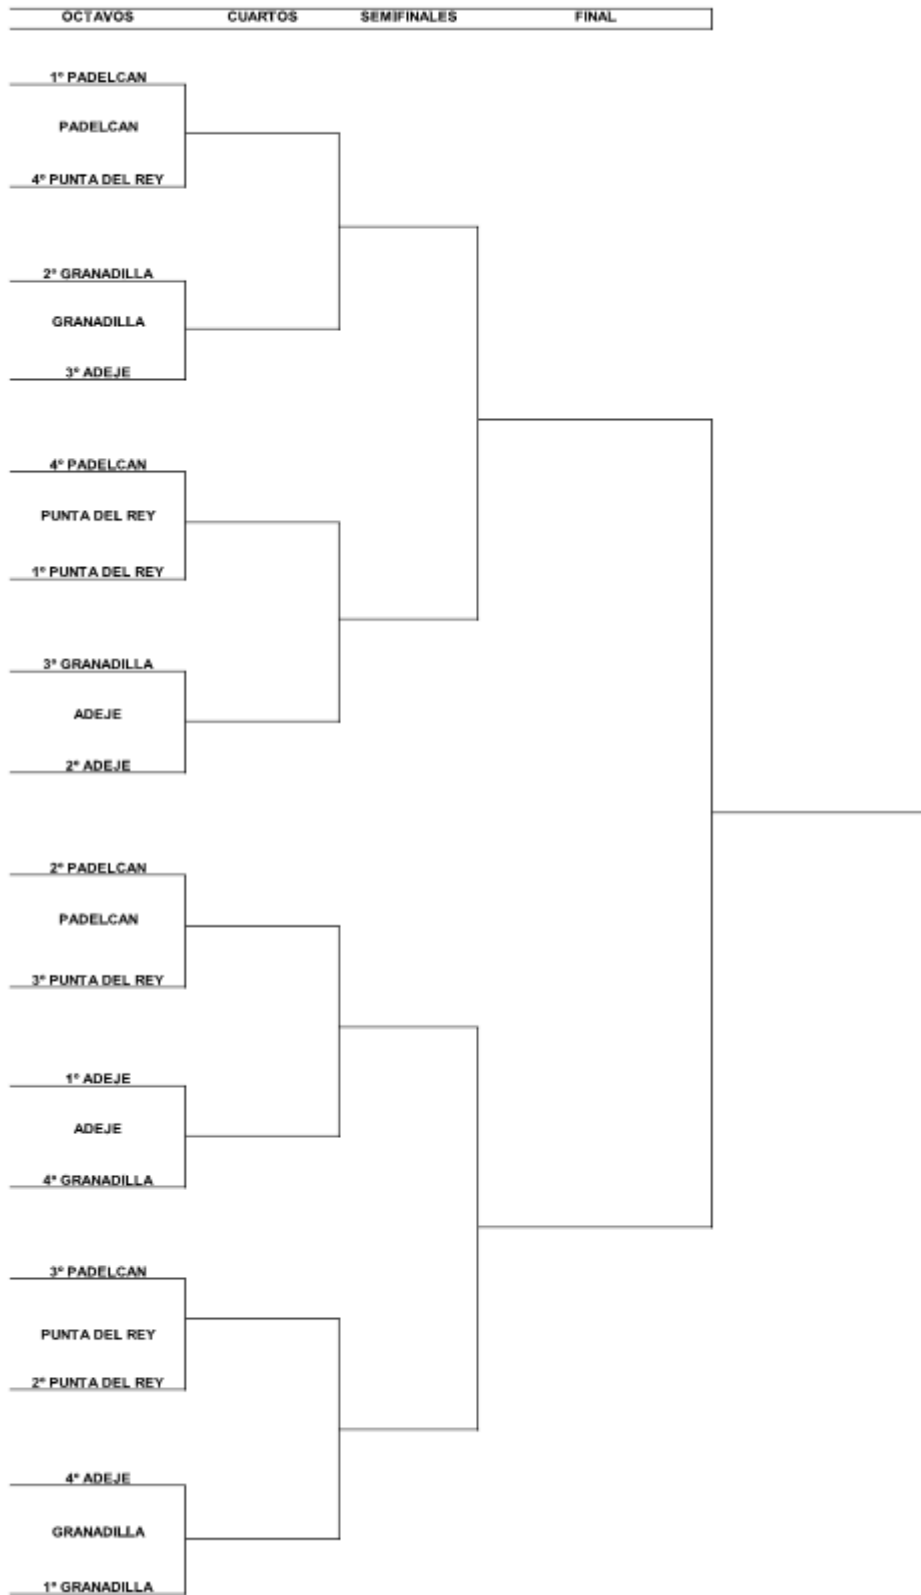 OCTAVOS CUARTOS SEMIFINALES FINAL
1º PADELCAN
PADELCAN
4º PUNTA DEL REY
2º GRANADILLA
GRANADILLA
3º ADEJE
4º PADELCAN
PUNTA DEL REY
1º PUNTA DEL REY
3º GRANADILLA
ADEJE
2º ADEJE
2º PADELCAN
PADELCAN
3º PUNTA DEL REY
1º ADEJE
ADEJE
4º GRANADILLA
3º PADELCAN
PUNTA DEL REY
2º PUNTA DEL REY
4º ADEJE
GRANADILLA
1º GRANADILLA